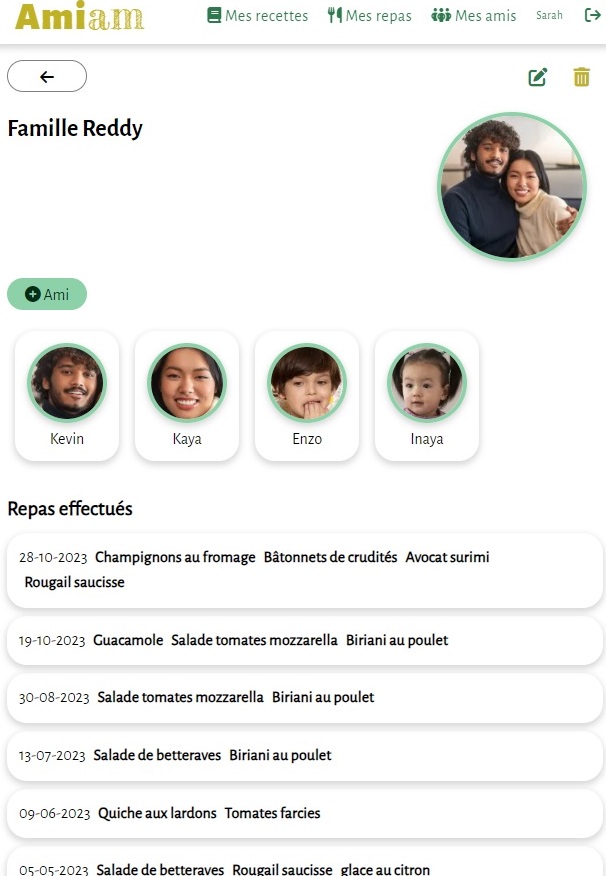 Amiam
Mes recettes Mes repas Mes amis Sarah
Famille Reddy
Ami
Kevin Kaya Enzo Inaya
Repas effectués
28-10-2023 Champignons au fromage Bâtonnets de crudités Avocat surimi
Rougail saucisse
19-10-2023 Guacamole Salade tomates mozzarella Biriani au poulet
30-08-2023 Salade tomates mozzarella Biriani au poulet
13-07-2023 Salade de betteraves Biriani au poulet
09-06-2023 Quiche aux lardons Tomates farcies
05-05-2023 Salade de betteraves Rougail saucisse glace au citron